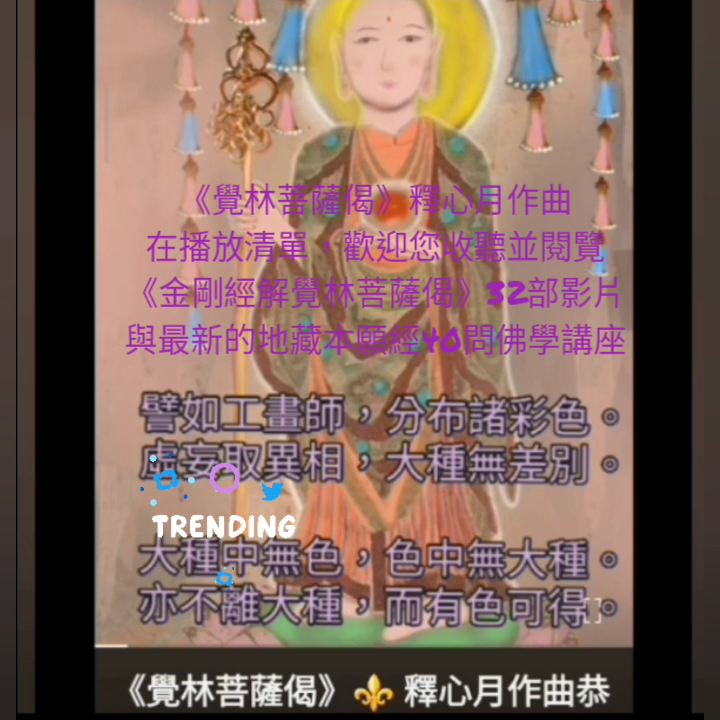 《覺林菩薩偈》釋心月作曲
在播放清單，歡迎您收聽並閱覽
《金剛經解覺林菩薩偈》32部影片
與最新的地藏本願經40問佛學講座
譬如工畫師，分布諸彩色。
虛妄取異相，大種無差別。
TRENDING
大種中無色，色中無大種。
亦不離大種，而有色可得。
《覺林菩薩偈》⚜️ 釋心月作曲恭